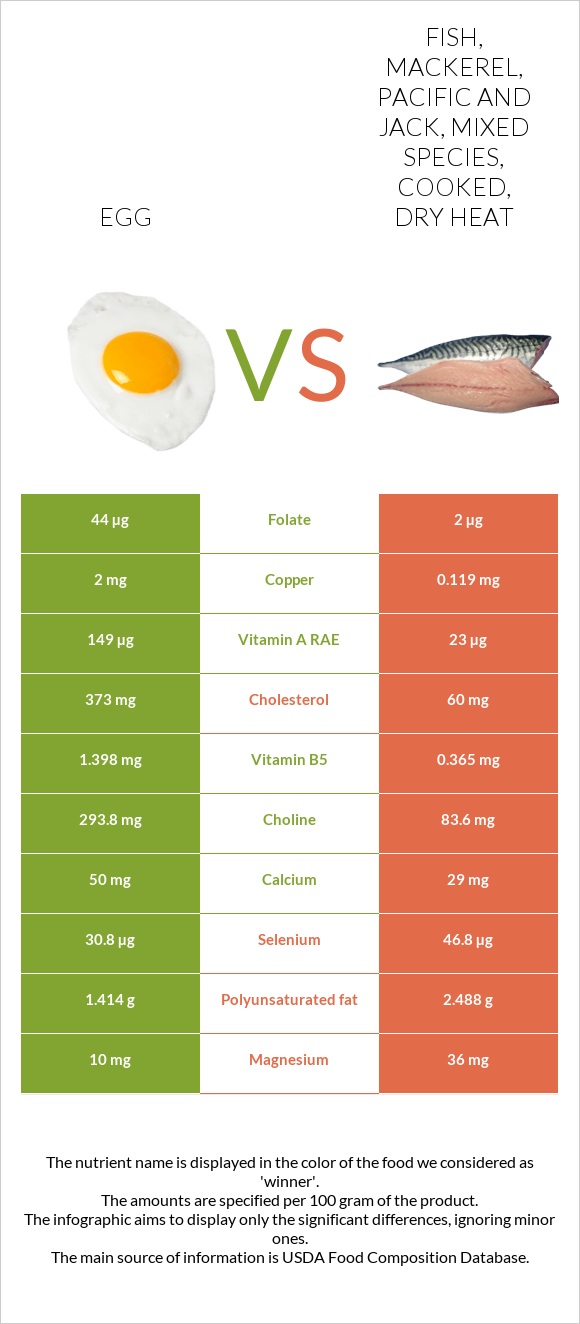 FISH,
MACKEREL,
PACIFIC AND
JACK, MIXED
SPECIES,
COOKED,
EGG DRY HEAT
VS
44 µg Folate 2 µg
2 mg Copper 0.119 mg
149 µg Vitamin A RAE 23 µg
373 mg Cholesterol 60 mg
1.398 mg Vitamin B5 0.365 mg
293.8 mg Choline 83.6 mg
50 mg Calcium 29 mg
30.8 µg Selenium 46.8 µg
1.414 g Polyunsaturated fat 2.488 g
10 mg Magnesium 36 mg
The nutrient name is displayed in the color of the food we considered as
'winner'.
The amounts are specified per 100 gram of the product.
The infographic aims to display only the significant differences, ignoring minor
ones.
The main source of information is USDA Food Composition Database.